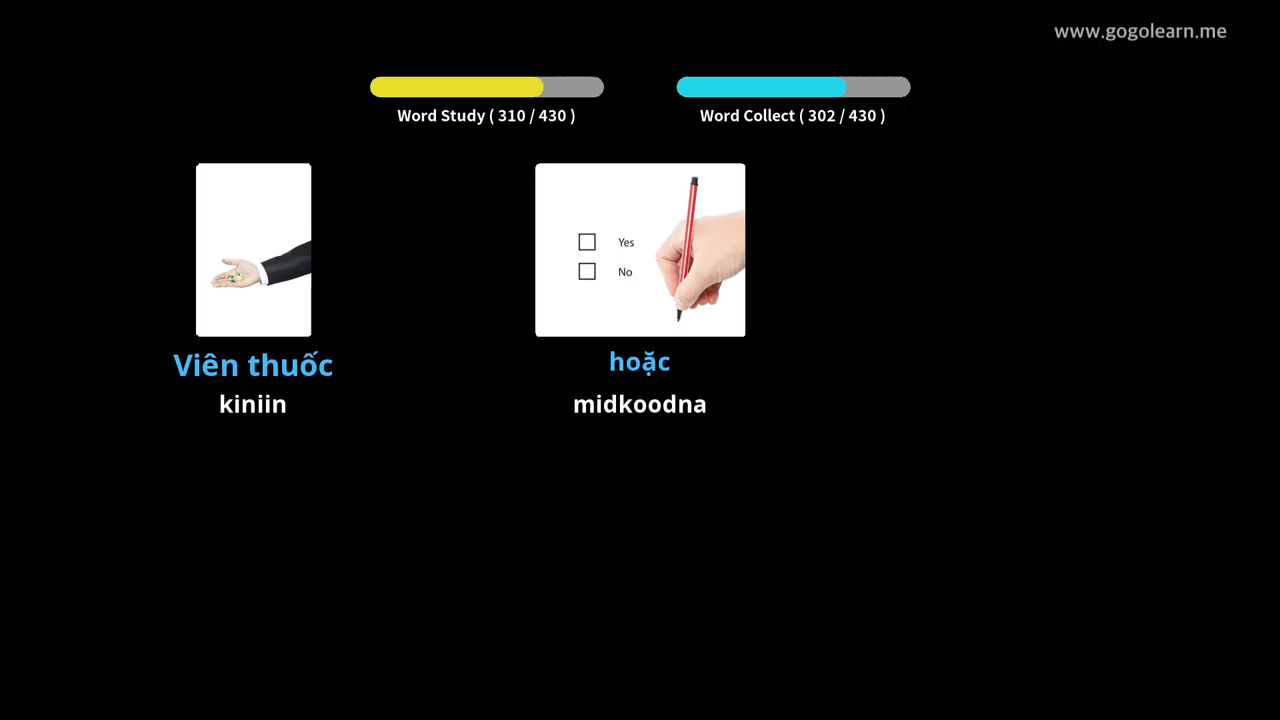 www.gogolearn.me
Word Study ( 310 / 430 )
Word Collect ( 302 / 430 )
Yes
No
Viên thuốc
kiniin
hoặc
midkoodna